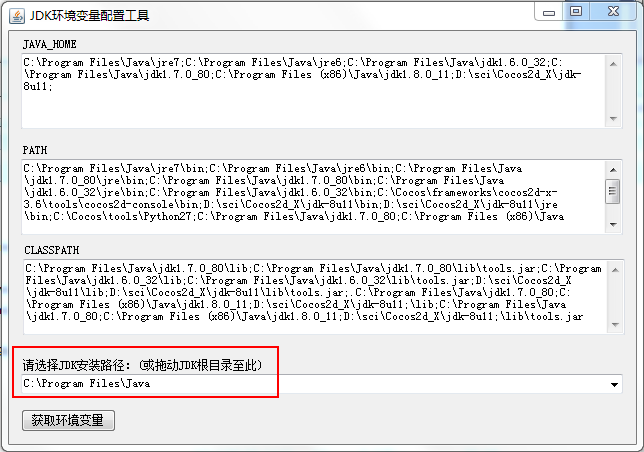 JDK环境变量配置工具
JAVA_HOME
C:\Program Files\Java\jre7;C:\Program Files\Java\jre6;C:\Program Files\Java\jdk1.6.0_32;C:
\Program Files\Java\jdk1.7.0_80;C:\Program Files (x86)\Java\jdk1.8.0_11;D:\sci\Cocos2d_X\jdk-
8u11;
PATH
C:\Program Files\Java\jre7\bin;C:\Program Files\Java\jre6\bin;C:\Program Files\Java
\jdk1.7.0_80\jre\bin;C:\Program Files\Java\jdk1.7.0_80\bin;C:\Program Files\Java
\jdk1.6.0_32\jre\bin;C:\Program Files\Java\jdk1.6.0_32\bin;C:\Cocos\frameworks\cocos2d-x-
3.6\tools\cocos2d-console\bin;D:\sci\Cocos2d_X\jdk-8u11\bin;D:\sci\Cocos2d_X\jdk-8u11\jre
\bin;C:\Cocos\tools\Python27;C:\Program Files\Java\jdk1.7.0_80;C:\Program Files (x86)\Java
CLASSPATH
C:\Program Files\Java\jdk1.7.0_80\lib;C:\Program Files\Java\jdk1.7.0_80\lib\tools.jar;C:\Program
Files\Java\jdk1.6.0_32\lib;C:\Program Files\Java\jdk1.6.0_32\lib\tools.jar;D:\sci\Cocos2d_X
\jdk-8u11\lib;D:\sci\Cocos2d_X\jdk-8u11\lib\tools.jar;.C:\Program Files\Java\jdk1.7.0_80;C:
\Program Files (x86)\Java\jdk1.8.0_11;D:\sci\Cocos2d_X\jdk-8u11;\lib;C:\Program Files\Java
\jdk1.7.0_80;C:\Program Files (x86)\Java\jdk1.8.0_11;D:\sci\Cocos2d_X\jdk-8u11;\lib\tools.jar
请选择JDK安装路径：(或拖动JDK根目录至此)
C:\Program Files\Java
获取环境变量